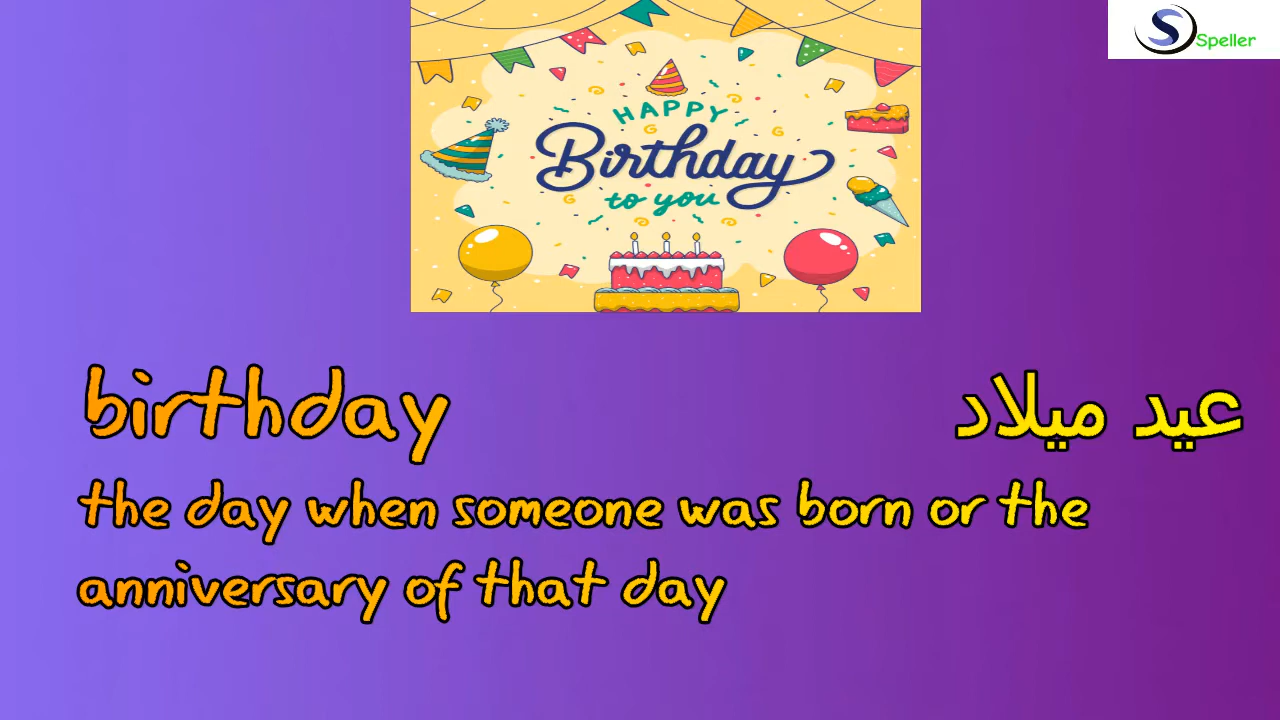 Speller
HAPPY
Birthday
to you
birthday
عيد ميلاد
the day when someone was born or the
anniversary of that day